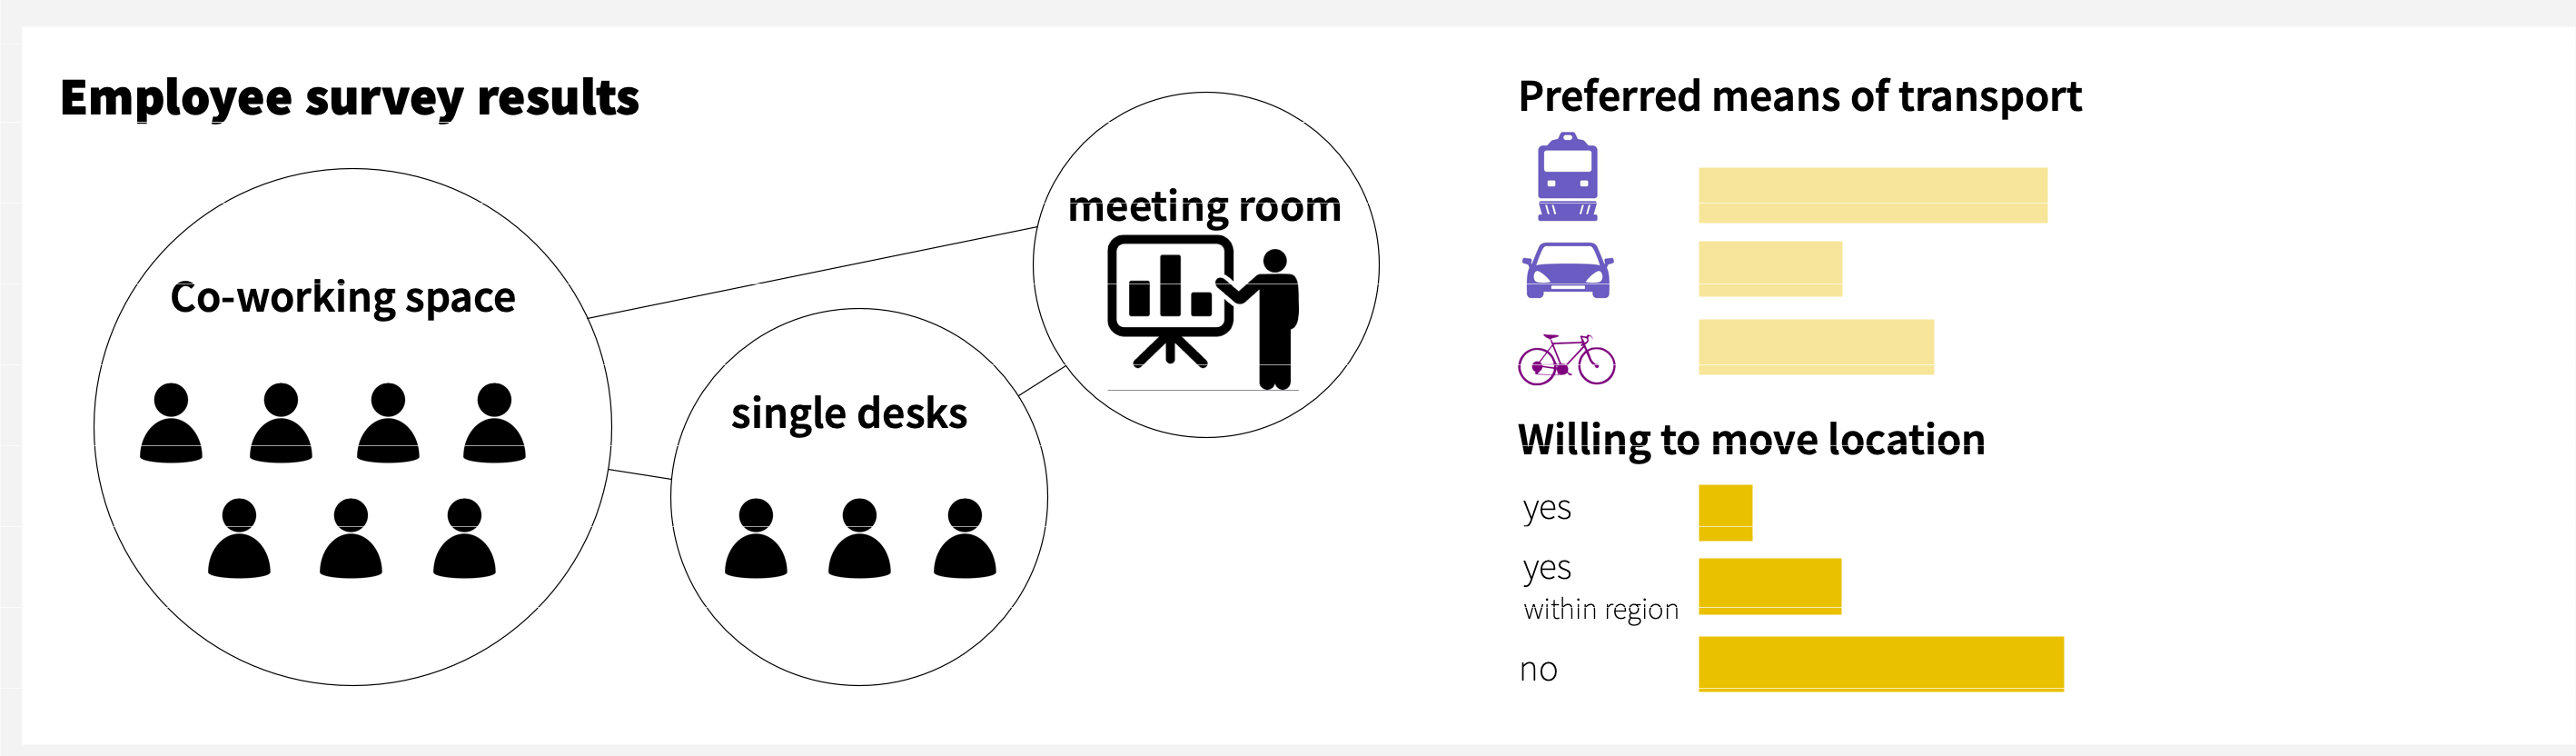 Employee survey results
Co-working space
single desks
meeting room
Preferred means of transport
Willing to move location
yes
yes
within region
no